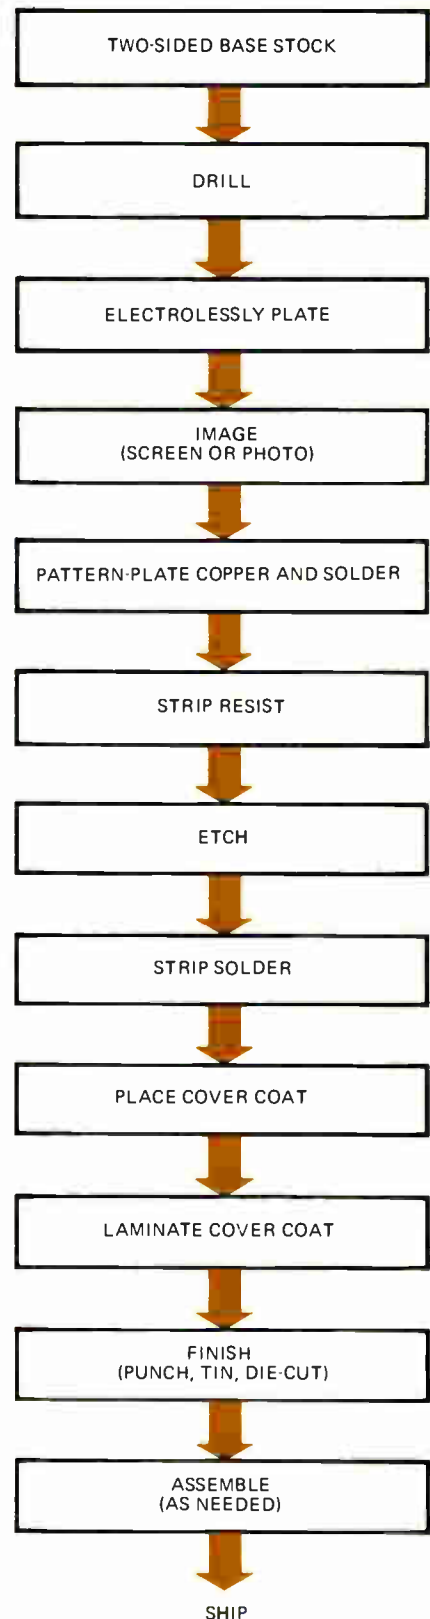 TWO-SIDED BASE STOCK
DRILL
ELECTROLESSLY PLATE
IMAGE
(SCREEN OR PHOTO)
PATTERN-PLATE COPPER AND SOLDER
STRIP RESIST
ETCH
STRIP SOLDER
PLACE COVER COAT
LAMINATE COVER COAT
FINISH
(PUNCH, TIN, DIE-CUT)
ASSEMBLE
(AS NEEDED)
SHIP